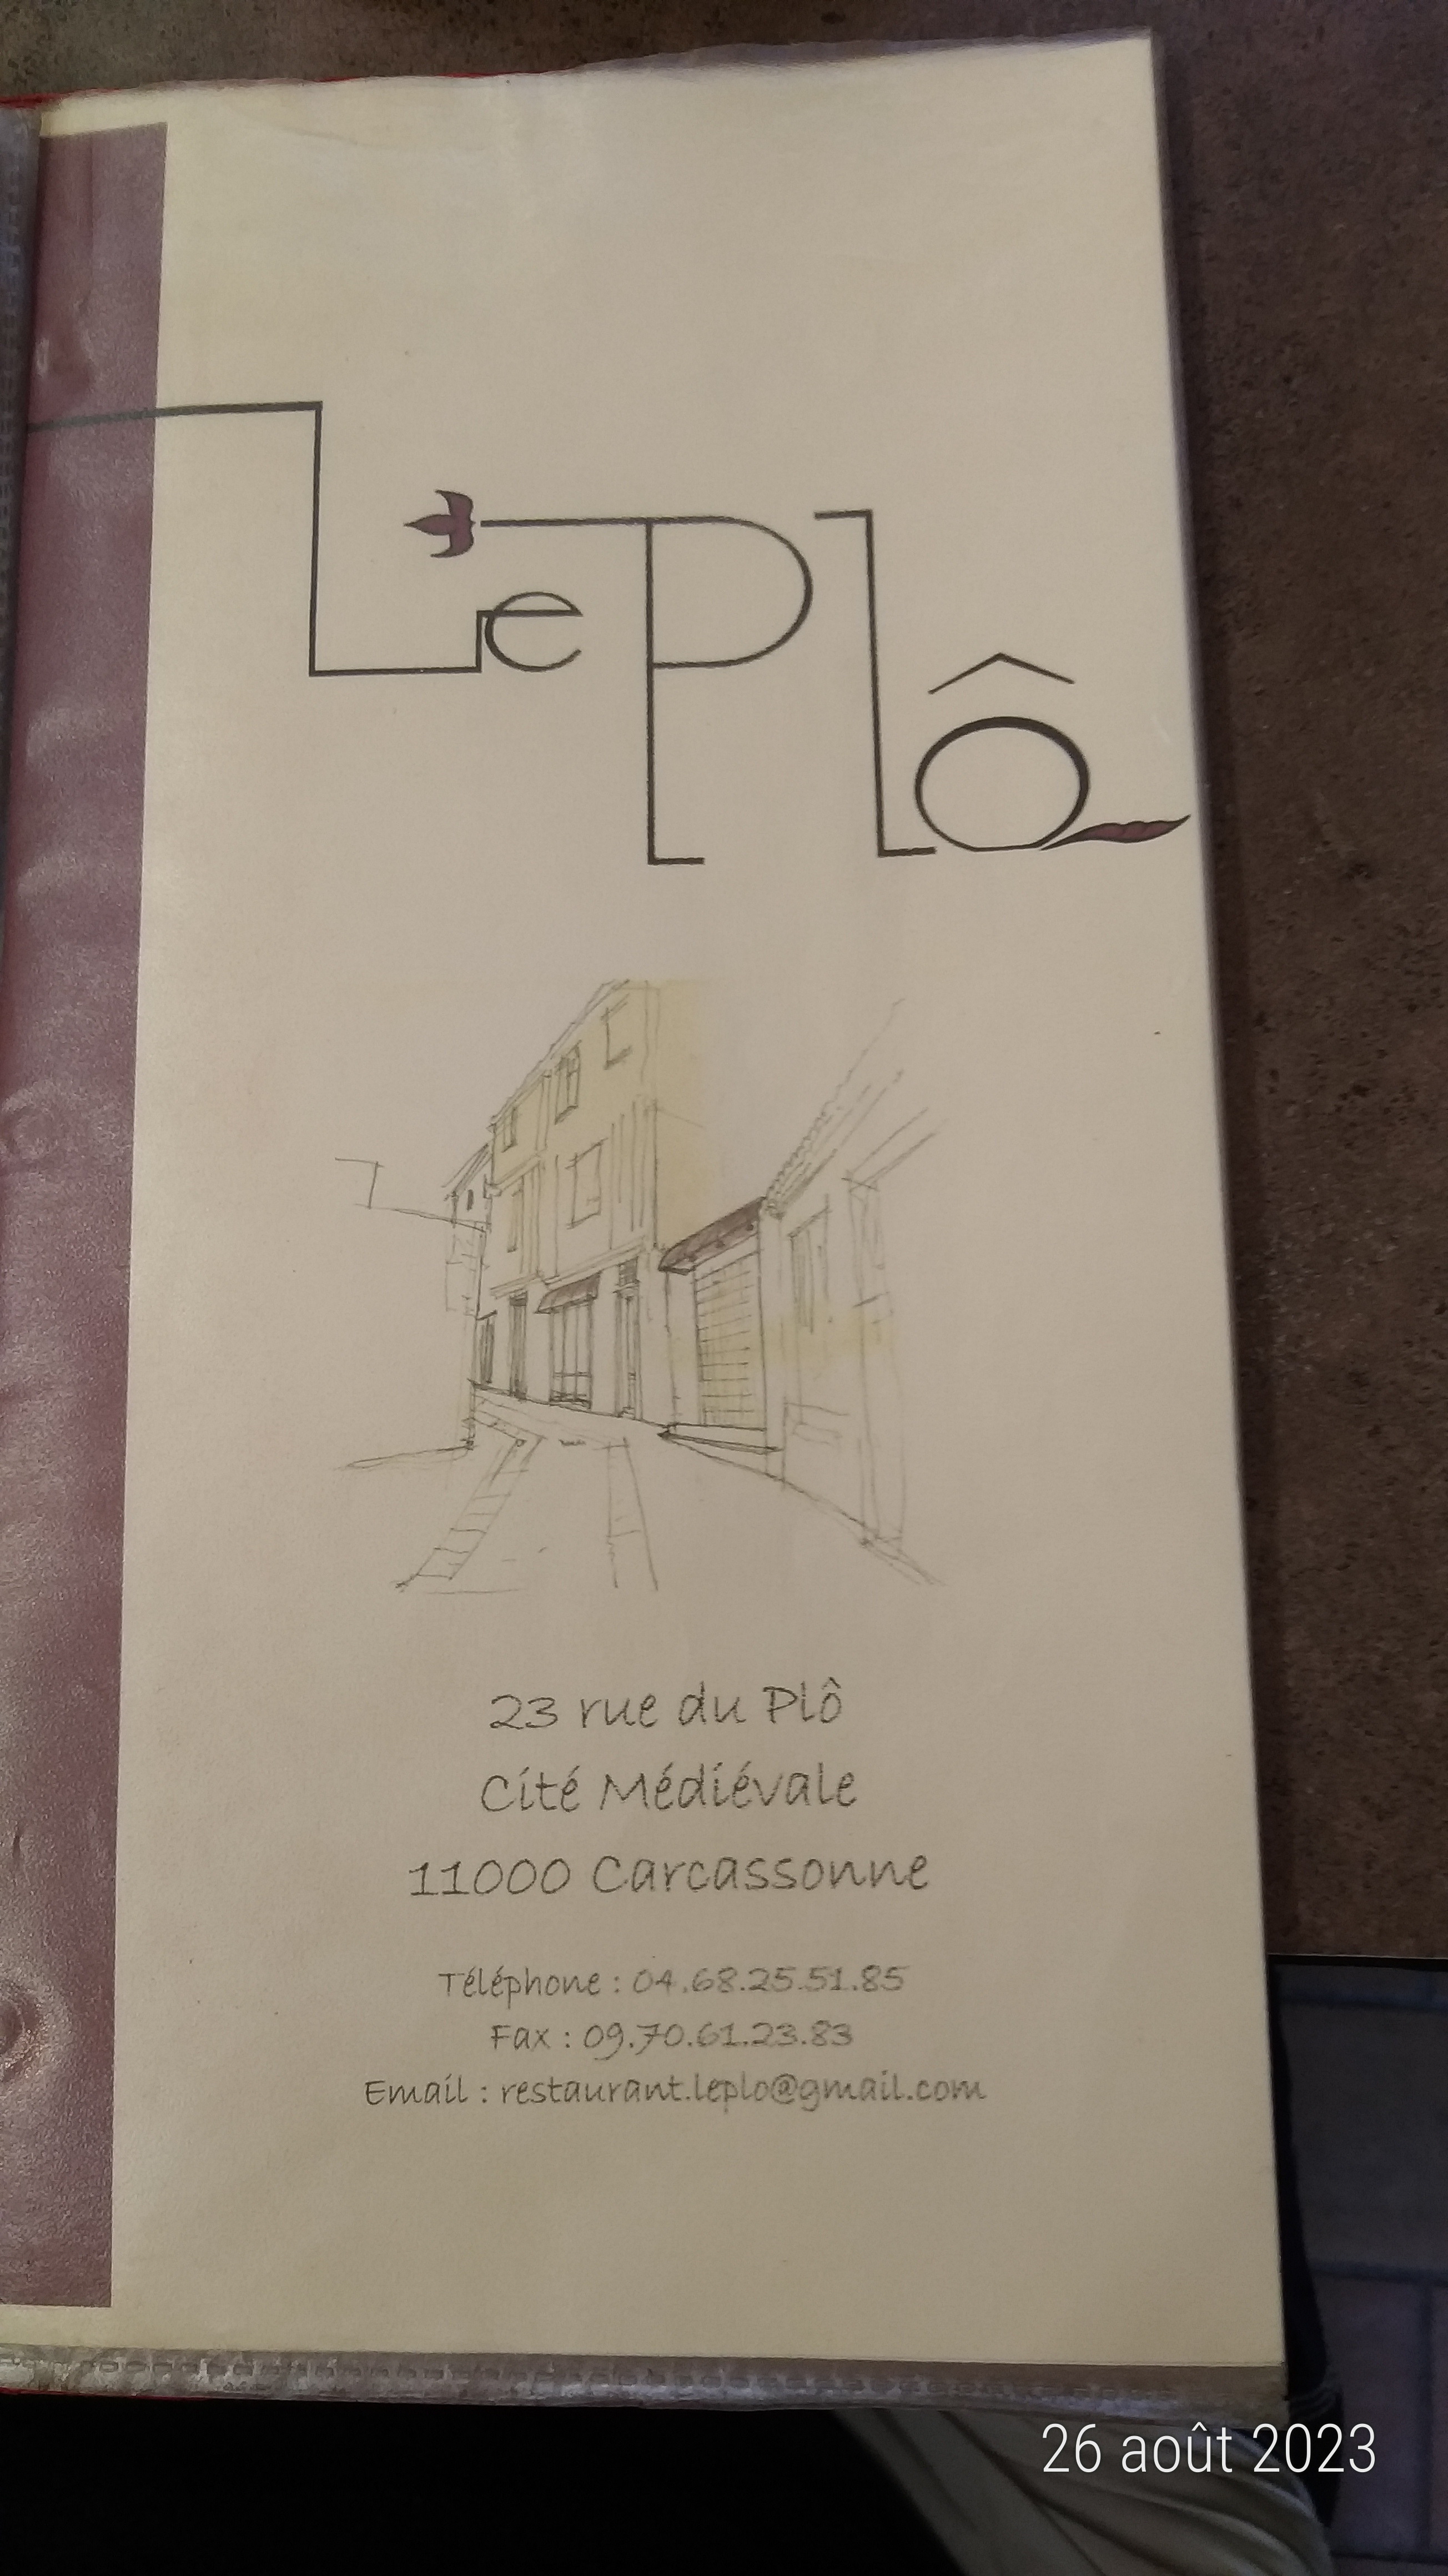 Le Plô
23 rue du Plô
Cité Médiévale
11000 Carcassonne
Téléphone : 04.68.25.51.85
Fax : 09.70.61.23.83
Email : restaurant.leplo@gmail.com
26 août 2023